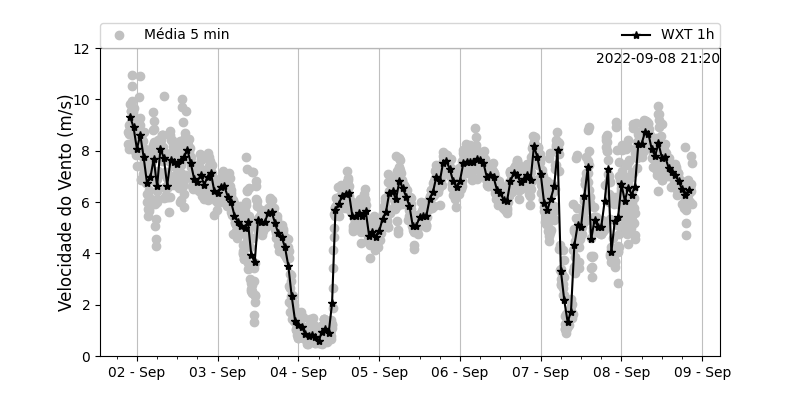 Média 5 min
WXT 1h
2022-09-08 21:20
Velocidade do Vento (m/s)
12
10
8
6
4
2
0
02 - Sep
03 - Sep
04 - Sep
05 - Sep
06 - Sep
07 - Sep
08 - Sep
09 - Sep